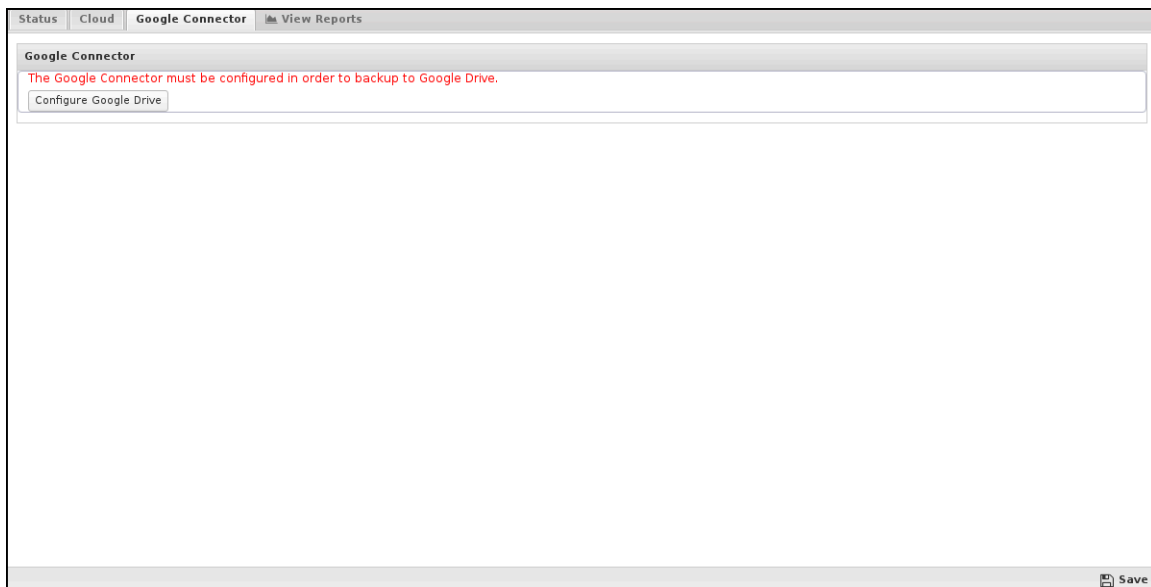 Status Cloud Google Connector View Reports
Google Connector
The Google Connector must be configured in order to backup to Google Drive.
Configure Google Drive
Save